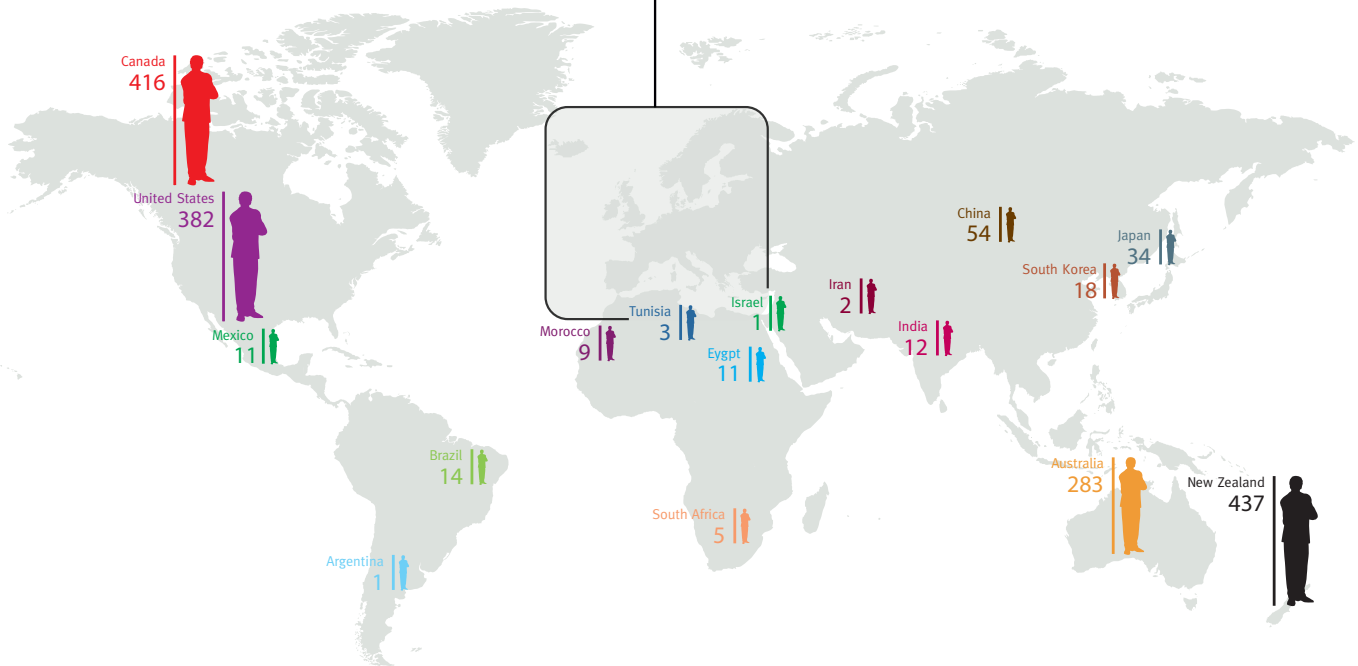 Canada
416
United States
382
Mexico
11
Brazil
14
Argentina
1
Morocco
9
Tunisia
3
Israel
1
Eygpt
11
South Africa
5
Iran
2
India
12
China
54
South Korea
18
Japan
34
Australia
283
New Zealand
437